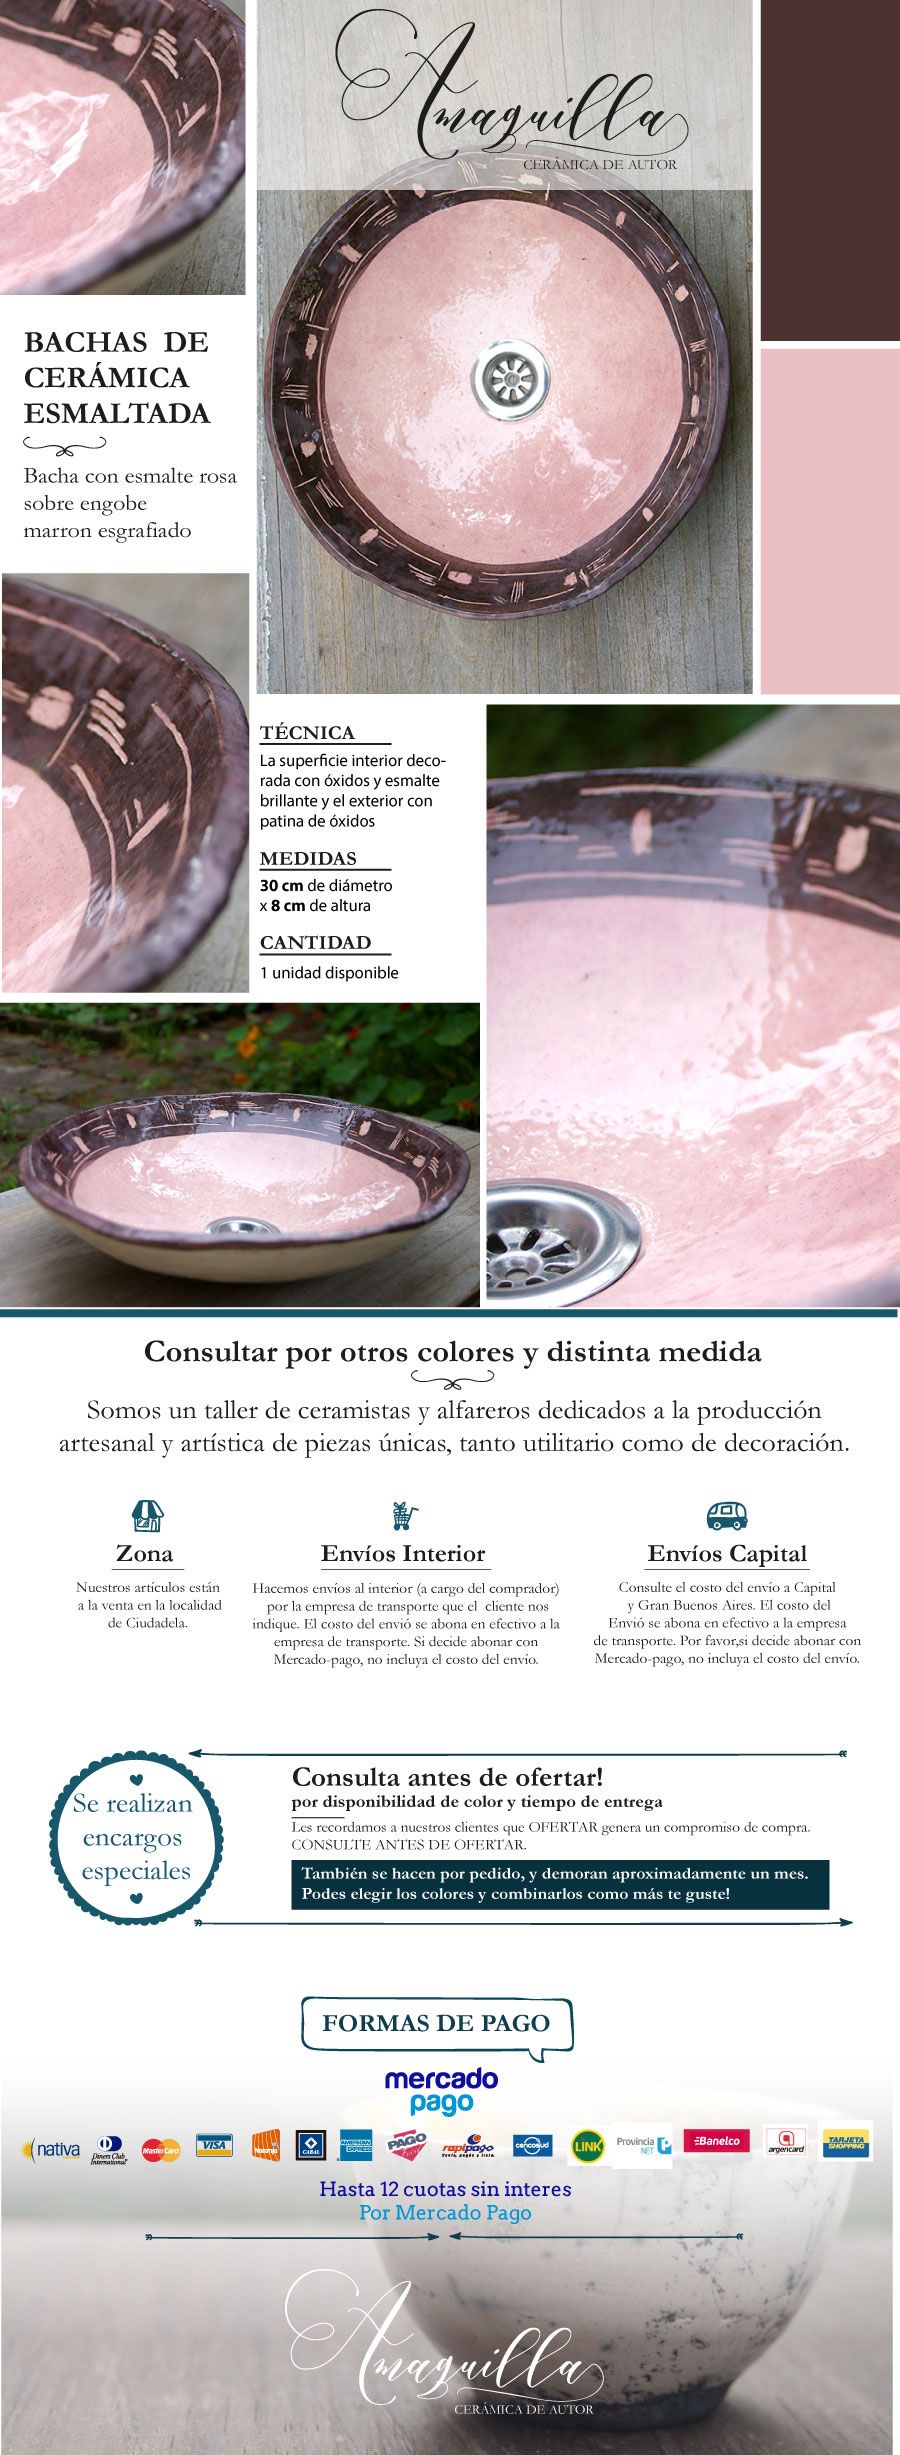 Amaquilla
CERÁMICA DE AUTOR
BACHAS DE
CERÁMICA
ESMALTADA
Bacha con esmalte rosa
sobre engobe
marron esgrafiado
TÉCNICA
La superficie interior deco-
rada con óxidos y esmalte
brillante y el exterior con
patina de óxidos
MEDIDAS
30 cm de diámetro
x 8 cm de altura
CANTIDAD
1 unidad disponible
Consultar por otros colores y distinta medida
Somos un taller de ceramistas y alfareros dedicados a la producción
artesanal y artística de piezas únicas, tanto utilitario como de decoración.
Zona
Nuestros artículos están
a la venta en la localidad
de Ciudadela.
Envíos Interior
Hacemos envíos al interior (a cargo del comprador)
por la empresa de transporte que el cliente nos
indique. El costo del envió se abona en efectivo a la
empresa de transporte. Si decide abonar con
Mercado-pago, no incluya el costo del envío.
Envíos Capital
Consulte el costo del envío a Capital
y Gran Buenos Aires. El costo del
Envió se abona en efectivo a la empresa
de transporte. Por favor,si decide abonar con
Mercado-pago, no incluya el costo del envío.
Se realizan
encargos
especiales
Consulta antes de ofertar!
por disponibilidad de color y tiempo de entrega
Les recordamos a nuestros clientes que OFERTAR genera un compromiso de compra.
CONSULTE ANTES DE OFERTAR.
También se hacen por pedido, y demoran aproximadamente un mes.
Podes elegir los colores y combinarlos como más te guste!
FORMAS DE PAGO
mercado
pago
nativa
Diners Club
International
MasterCard
VISA
Naranja
CABAL
AMERICAN
EXPRESS
PAGO
fácil
rapipago
cencosud
LINK
Provincia
NET
Banelco
argencard
TARJETA
SHOPPING
Hasta 12 cuotas sin interes
Por Mercado Pago
Amaquilla
CERÁMICA DE AUTOR